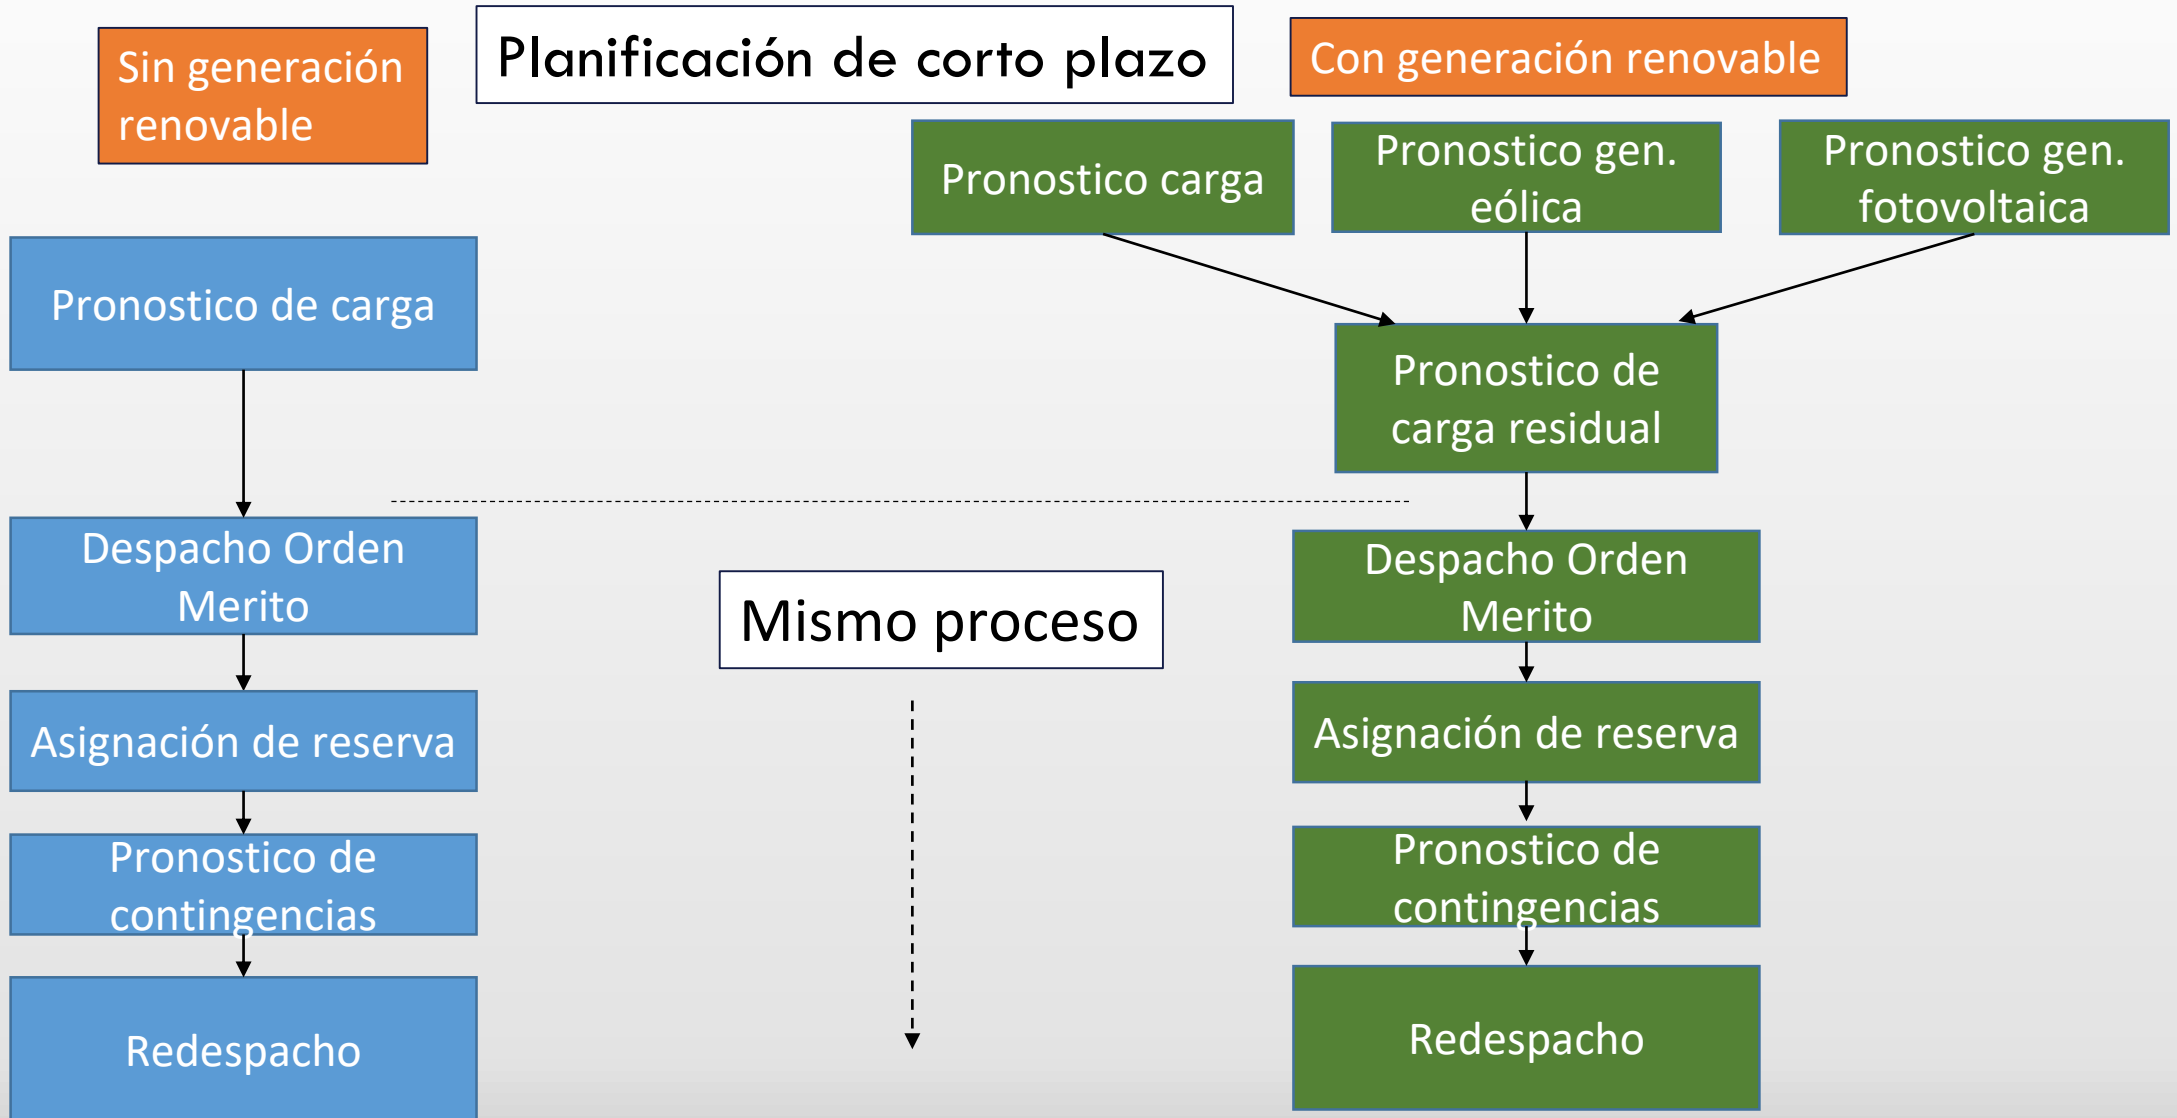 Sin generación
renovable
Planificación de corto plazo
Con generación renovable
Pronostico carga
Pronostico gen.
eólica
Pronostico gen.
fotovoltaica
Pronostico de carga
Pronostico de
carga residual
Despacho Orden
Merito
Mismo proceso
Despacho Orden
Merito
Asignación de reserva
Asignación de reserva
Pronostico de
contingencias
Pronostico de
contingencias
Redespacho
Redespacho